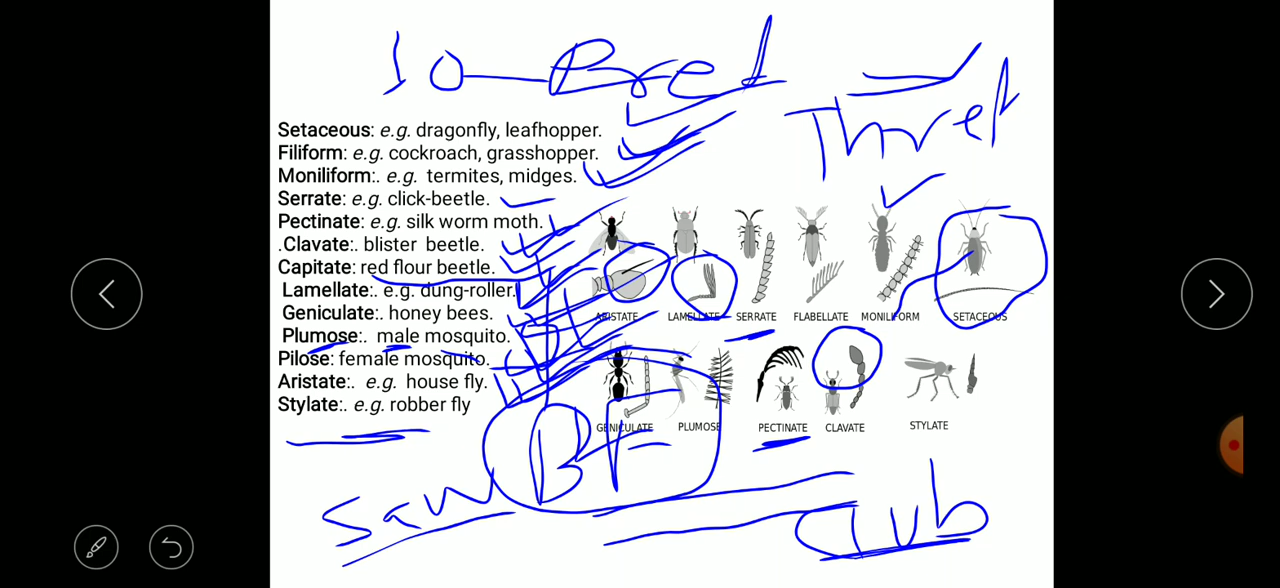 10-Bred
Thret
Setaceous: e.g. dragonfly, leafhopper.
Filiform: e.g. cockroach, grasshopper.
Moniliform:. e.g. termites, midges.
Serrate: e.g. click-beetle.
Pectinate: e.g. silk worm moth.
.Clavate:. blister beetle.
Capitate: red flour beetle.
Lamellate:. e.g. dung-roller.
Geniculate:. honey bees.
Plumose:. male mosquito.
Pilose: female mosquito.
Aristate:. e.g. house fly.
Stylate:. e.g. robber fly
ARISTATE LAMELLATE SERRATE FLABELLATE MONILIFORM SETACEOUS
GENICULATE PLUMOSE PECTINATE CLAVATE STYLATE
BF
Saw
Club